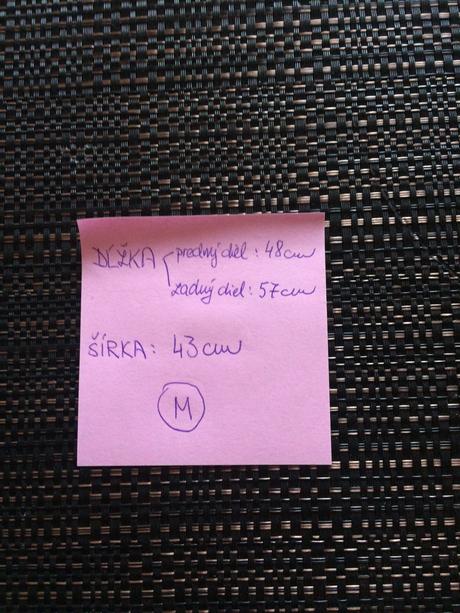 DĹŽKA predný diel : 48cm
zadný diel : 57cm
ŠÍRKA : 43cm
M